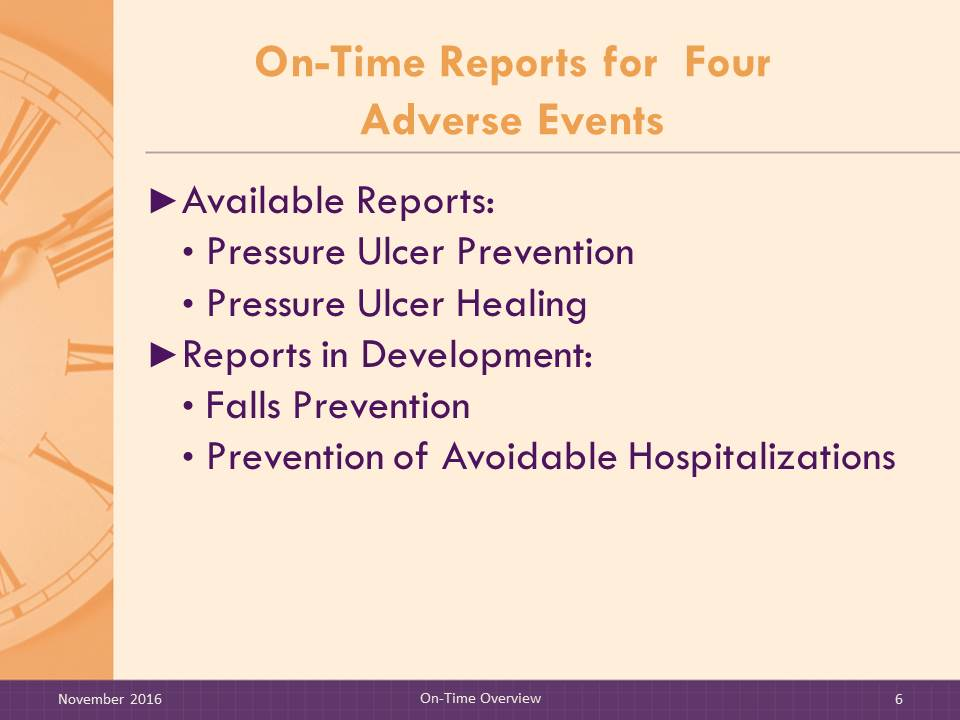 On-Time Reports for  Four
Adverse Events
►Available Reports:
• Pressure Ulcer Prevention
• Pressure Ulcer Healing
►Reports in Development:
• Falls Prevention
• Prevention of Avoidable Hospitalizations
November 2016
On-Time Overview
6